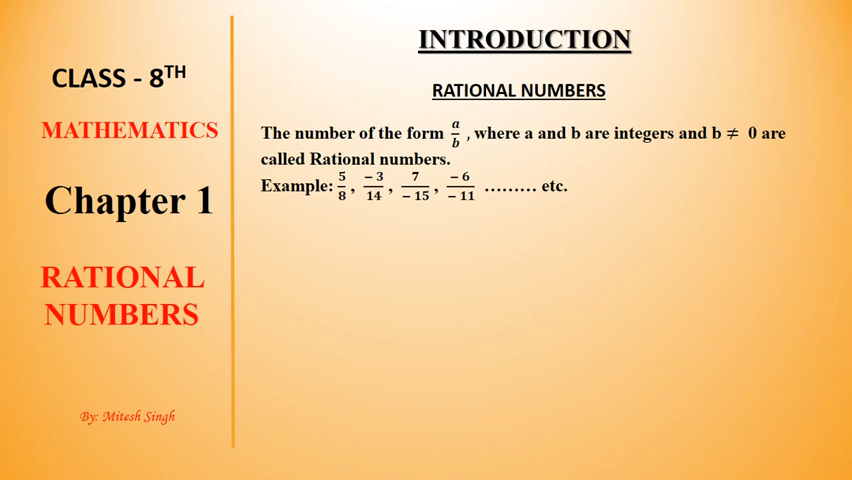 CLASS - 8TH
MATHEMATICS
Chapter 1
RATIONAL
NUMBERS
By: Mitesh Singh
INTRODUCTION
RATIONAL NUMBERS
The number of the form a/b , where a and b are integers and b ≠ 0 are
called Rational numbers.
Example: 5/8 , −3/14 , 7/−15 , −6/−11 ……… etc.